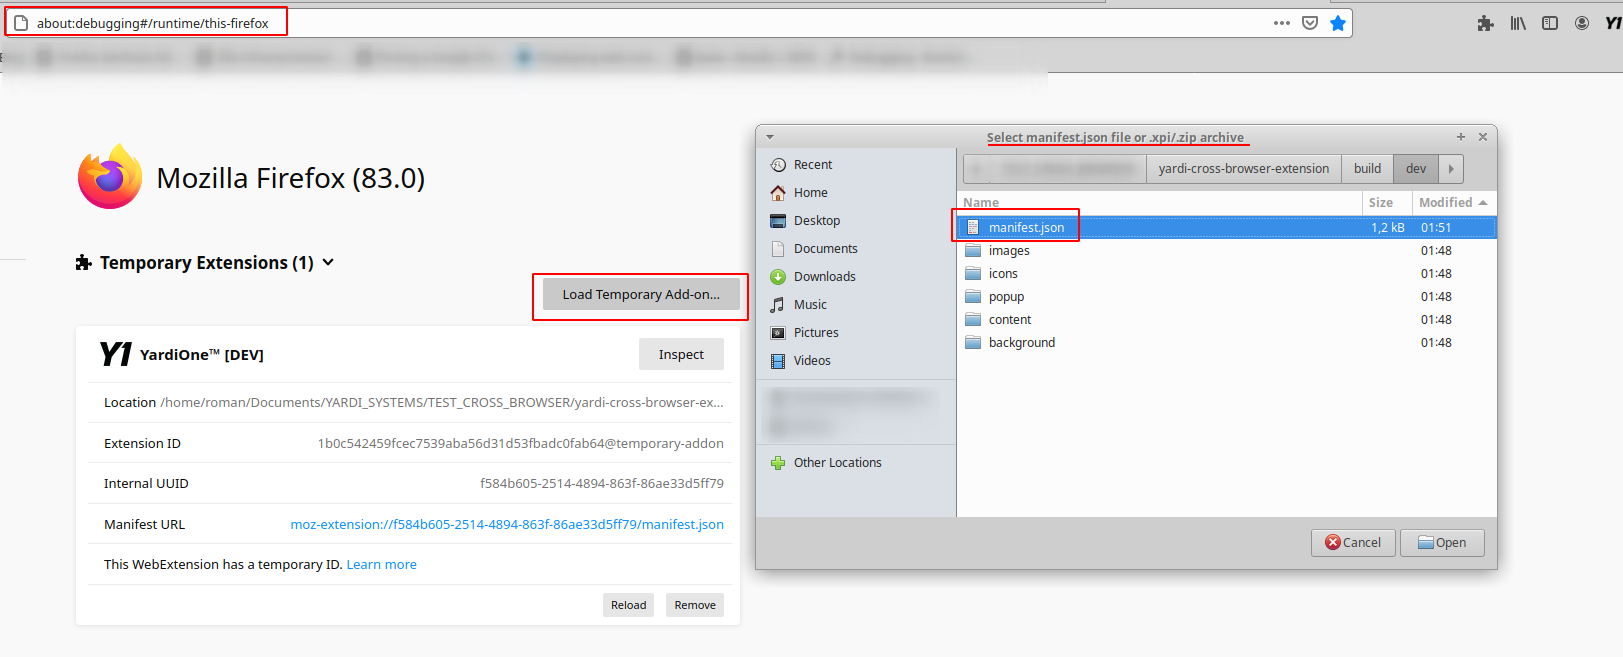 about:debugging#/runtime/this-firefox
Y1
Mozilla Firefox (83.0)
Temporary Extensions (1)
Load Temporary Add-on...
Y1 YardiOne™ [DEV]
Inspect
Location /home/roman/Documents/YARDI_SYSTEMS/TEST_CROSS_BROWSER/yardi-cross-browser-ex...
Extension ID 1b0c542459fcec7539aba56d31d53fbadc0fab64@temporary-addon
Internal UUID f584b605-2514-4894-863f-86ae33d5ff79
Manifest URL moz-extension://f584b605-2514-4894-863f-86ae33d5ff79/manifest.json
This WebExtension has a temporary ID. Learn more
Reload Remove
Select manifest.json file or .xpi/.zip archive
Recent
Home
Desktop
Documents
Downloads
Music
Pictures
Videos
Other Locations
yardi-cross-browser-extension build dev
Name Size Modified
manifest.json 1,2 kB 01:51
images 01:48
icons 01:48
popup 01:48
content 01:48
background 01:48
Cancel Open